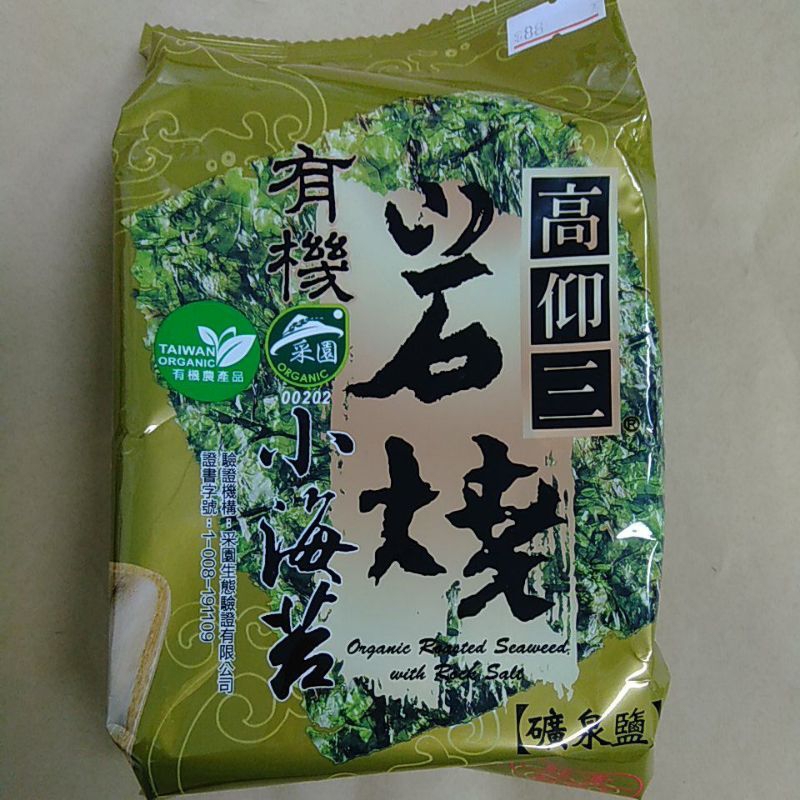 $88
高仰三
®
岩燒
有機
小海苔
TAIWAN
ORGANIC
有機農產品
采園
ORGANIC
00202
驗證機構：采園生態驗證有限公司
證書字號：1-008-191109
Organic Roasted Seaweed
with Rock Salt
【礦泉鹽】